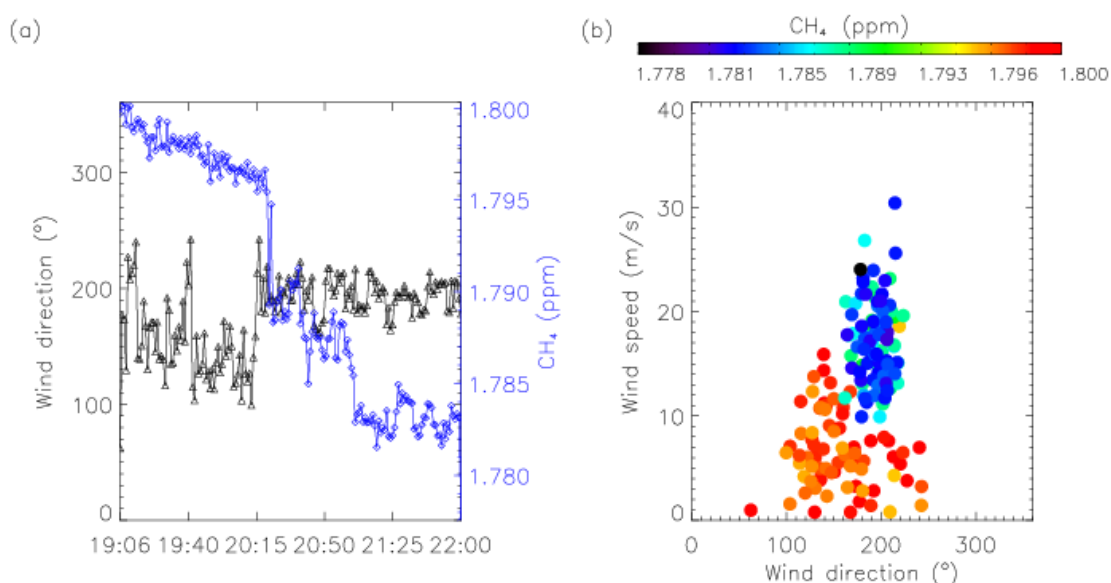 (a)
(b)
CH₄ (ppm)
1.778 1.781 1.785 1.789 1.793 1.796 1.800
Wind direction (°)
300
200
100
0
19:06 19:40 20:15 20:50 21:25 22:00
1.800
1.795
1.790
1.785
1.780
CH₄ (ppm)
Wind speed (m/s)
40
30
20
10
0
0 100 200 300
Wind direction (°)